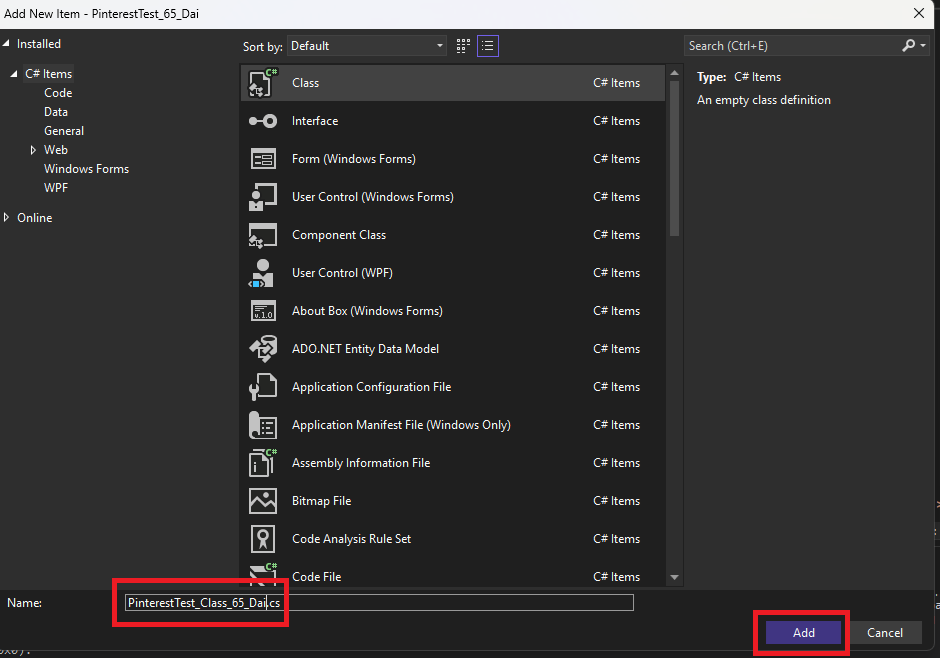 Add New Item - PinterestTest_65_Dai
Installed
C# Items
Code
Data
General
Web
Windows Forms
WPF
Online
Sort by: Default
Class C# Items
Interface C# Items
Form (Windows Forms) C# Items
User Control (Windows Forms) C# Items
Component Class C# Items
User Control (WPF) C# Items
About Box (Windows Forms) C# Items
ADO.NET Entity Data Model C# Items
Application Configuration File C# Items
Application Manifest File (Windows Only) C# Items
Assembly Information File C# Items
Bitmap File C# Items
Code Analysis Rule Set C# Items
Code File C# Items
Search (Ctrl+E)
Type: C# Items
An empty class definition
Name: PinterestTest_Class_65_Dai.cs
Add Cancel